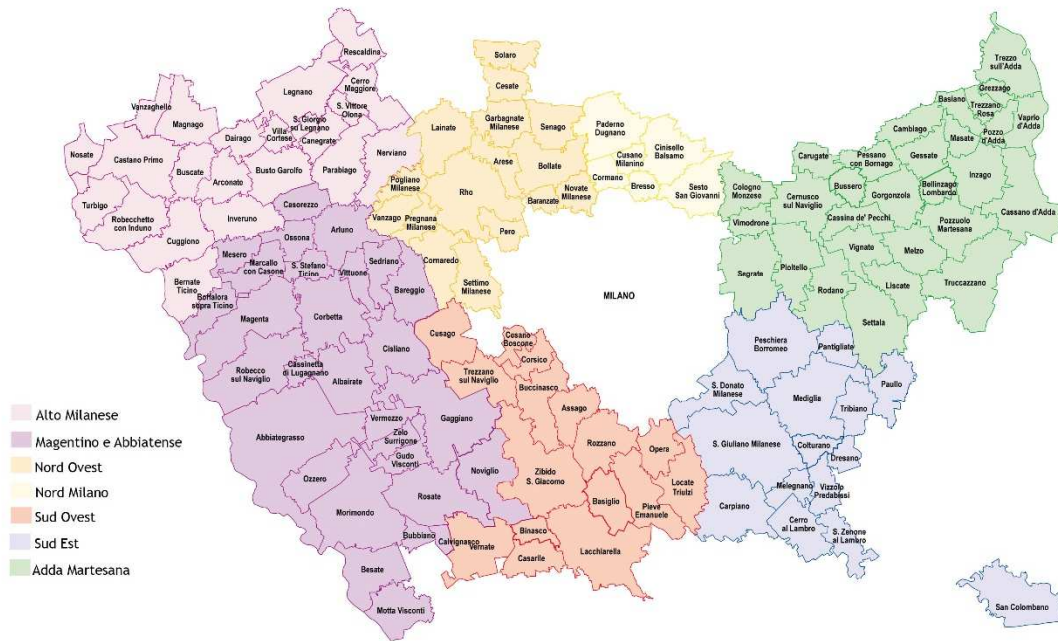 Rescaldina
Legnano
Cerro
Maggiore
S. Vittore
Olona
Vanzaghello
Magnago
Dairago
Villa
Cortese
S. Giorgio
su Legnano
Canegrate
Nerviano
Nosate
Castano Primo
Buscate
Arconate
Busto Garolfo
Parabiago
Turbigo
Robecchetto
con Induno
Inveruno
Cuggiono
Bernate
Ticino
Casorezzo
Arluno
Ossona
Mesero
Marcallo
con Casone
S. Stefano
Ticino
Vittuone
Sedriano
Bareggio
Boffalora
sopra Ticino
Magenta
Corbetta
Cisliano
Robecco
sul Naviglio
Cassinetta
di Lugagnano
Albairate
Abbiategrasso
Vermezzo
Zelo
Surrigone
Gudo
Visconti
Gaggiano
Noviglio
Ozzero
Rosate
Morimondo
Bubbiano
Calvignasco
Besate
Motta Visconti
Solaro
Cesate
Garbagnate
Milanese
Senago
Lainate
Arese
Bollate
Pogliano
Milanese
Rho
Baranzate
Novate
Milanese
Vanzago
Pregnana
Milanese
Pero
Cornaredo
Settimo
Milanese
Paderno
Dugnano
Cinisello
Balsamo
Cusano
Milanino
Cormano
Bresso
Sesto
San Giovanni
MILANO
Cusago
Cesano
Boscone
Corsico
Trezzano
sul Naviglio
Buccinasco
Assago
Rozzano
Opera
Zibido
S. Giacomo
Basiglio
Locate
Triulzi
Pieve
Emanuele
Binasco
Vernate
Casarile
Lacchiarella
Trezzo
sull'Adda
Grezzago
Basiano
Trezzano
Rosa
Vaprio
d'Adda
Cambiago
Masate
Pozzo
d'Adda
Carugate
Pessano
con Bornago
Gessate
Inzago
Cologno
Monzese
Cernusco
sul Naviglio
Bussero
Gorgonzola
Bellinzago
Lombardo
Cassano d'Adda
Vimodrone
Cassina de' Pecchi
Pozzuolo
Martesana
Vignate
Melzo
Segrate
Pioltello
Rodano
Liscate
Truccazzano
Settala
Peschiera
Borromeo
Pantigliate
S. Donato
Milanese
Mediglia
Paullo
Tribiano
S. Giuliano Milanese
Colturano
Dresano
Melegnano
Vizzolo
Predabissi
Carpiano
Cerro
al Lambro
S. Zenone
al Lambro
San Colombano
Alto Milanese
Magentino e Abbiatense
Nord Ovest
Nord Milano
Sud Ovest
Sud Est
Adda Martesana